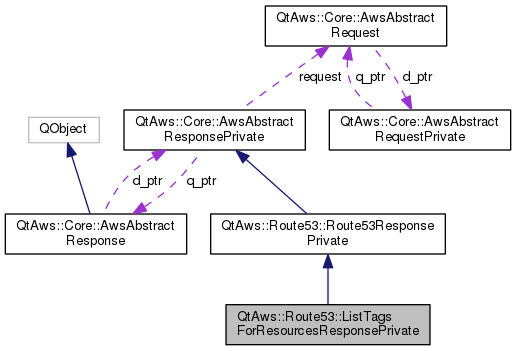 QtAws::Core::AwsAbstract
Request
request
q_ptr
d_ptr
QObject
QtAws::Core::AwsAbstract
ResponsePrivate
QtAws::Core::AwsAbstract
RequestPrivate
d_ptr
q_ptr
QtAws::Core::AwsAbstract
Response
QtAws::Route53::Route53Response
Private
QtAws::Route53::ListTags
ForResourcesResponsePrivate